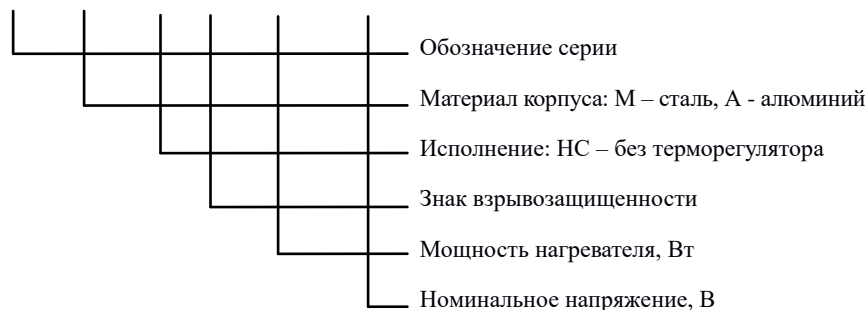 Обозначение серии
Материал корпуса: М – сталь, А - алюминий
Исполнение: НС – без терморегулятора
Знак взрывозащищенности
Мощность нагревателя, Вт
Номинальное напряжение, В